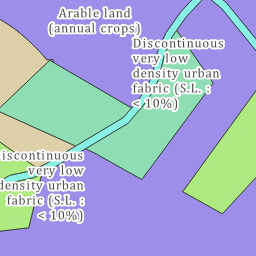 Arable land
(annual crops)
Discontinuous
very low
density urban
fabric (S.L. :
< 10%)
iscontinuous
very low
density urban
fabric (S.L. :
< 10%)